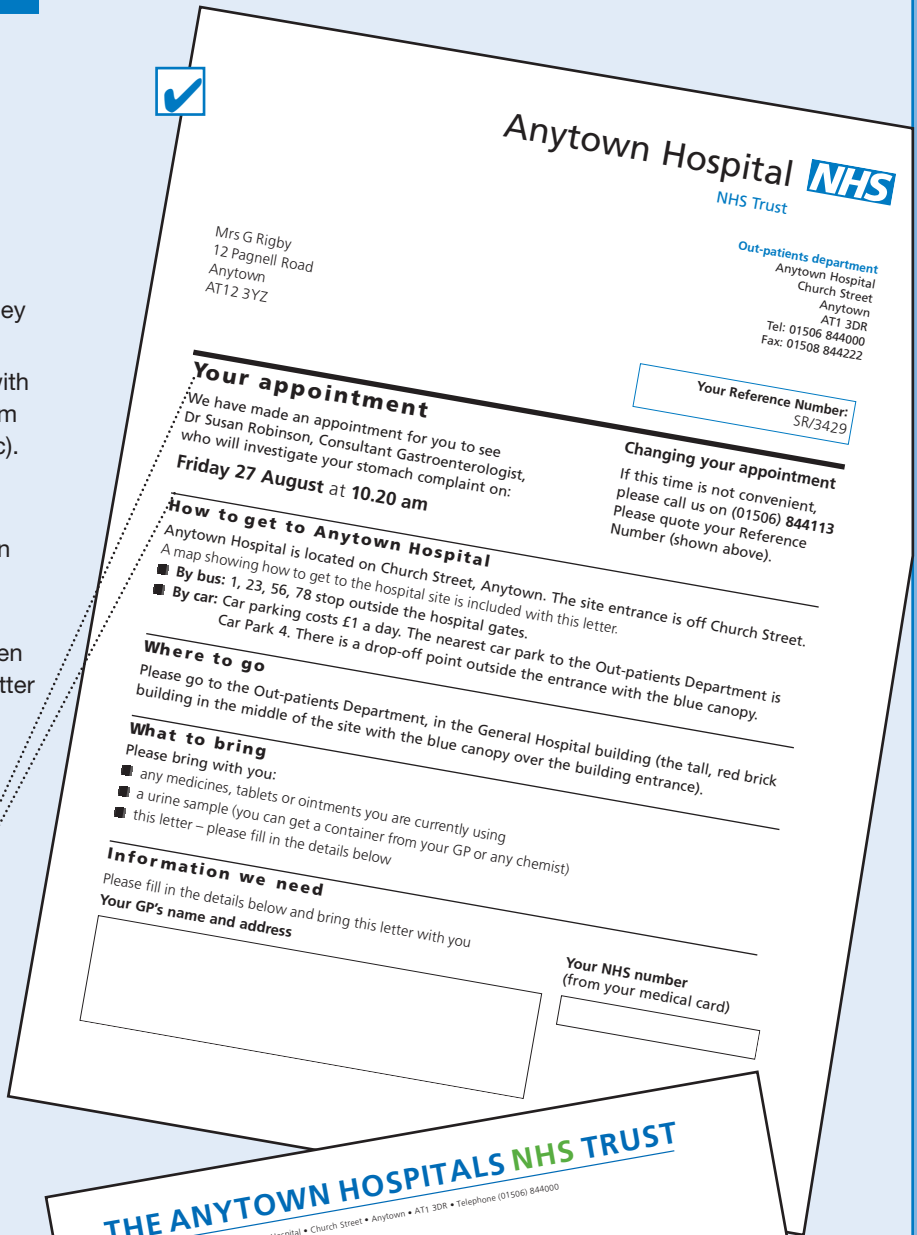 ey
with
m
c).
n
en
tter
Anytown Hospital NHS
NHS Trust
Mrs G Rigby
12 Pagnell Road
Anytown
AT12 3YZ
Out-patients department
Anytown Hospital
Church Street
Anytown
AT1 3DR
Tel: 01506 844000
Fax: 01508 844222
Your Reference Number:
SR/3429
Your appointment
We have made an appointment for you to see
Dr Susan Robinson, Consultant Gastroenterologist,
who will investigate your stomach complaint on:
Friday 27 August at 10.20 am
Changing your appointment
If this time is not convenient,
please call us on (01506) 844113
Please quote your Reference
Number (shown above).
How to get to Anytown Hospital
Anytown Hospital is located on Church Street, Anytown. The site entrance is off Church Street.
A map showing how to get to the hospital site is included with this letter.
By bus: 1, 23, 56, 78 stop outside the hospital gates.
By car: Car parking costs £1 a day. The nearest car park to the Out-patients Department is
Car Park 4. There is a drop-off point outside the entrance with the blue canopy.
Where to go
Please go to the Out-patients Department, in the General Hospital building (the tall, red brick
building in the middle of the site with the blue canopy over the building entrance).
What to bring
Please bring with you:
any medicines, tablets or ointments you are currently using
a urine sample (you can get a container from your GP or any chemist)
this letter – please fill in the details below
Information we need
Please fill in the details below and bring this letter with you
Your GP's name and address
Your NHS number
(from your medical card)
THE ANYTOWN HOSPITALS NHS TRUST
Hospital • Church Street • Anytown • AT1 3DR • Telephone (01506) 844000